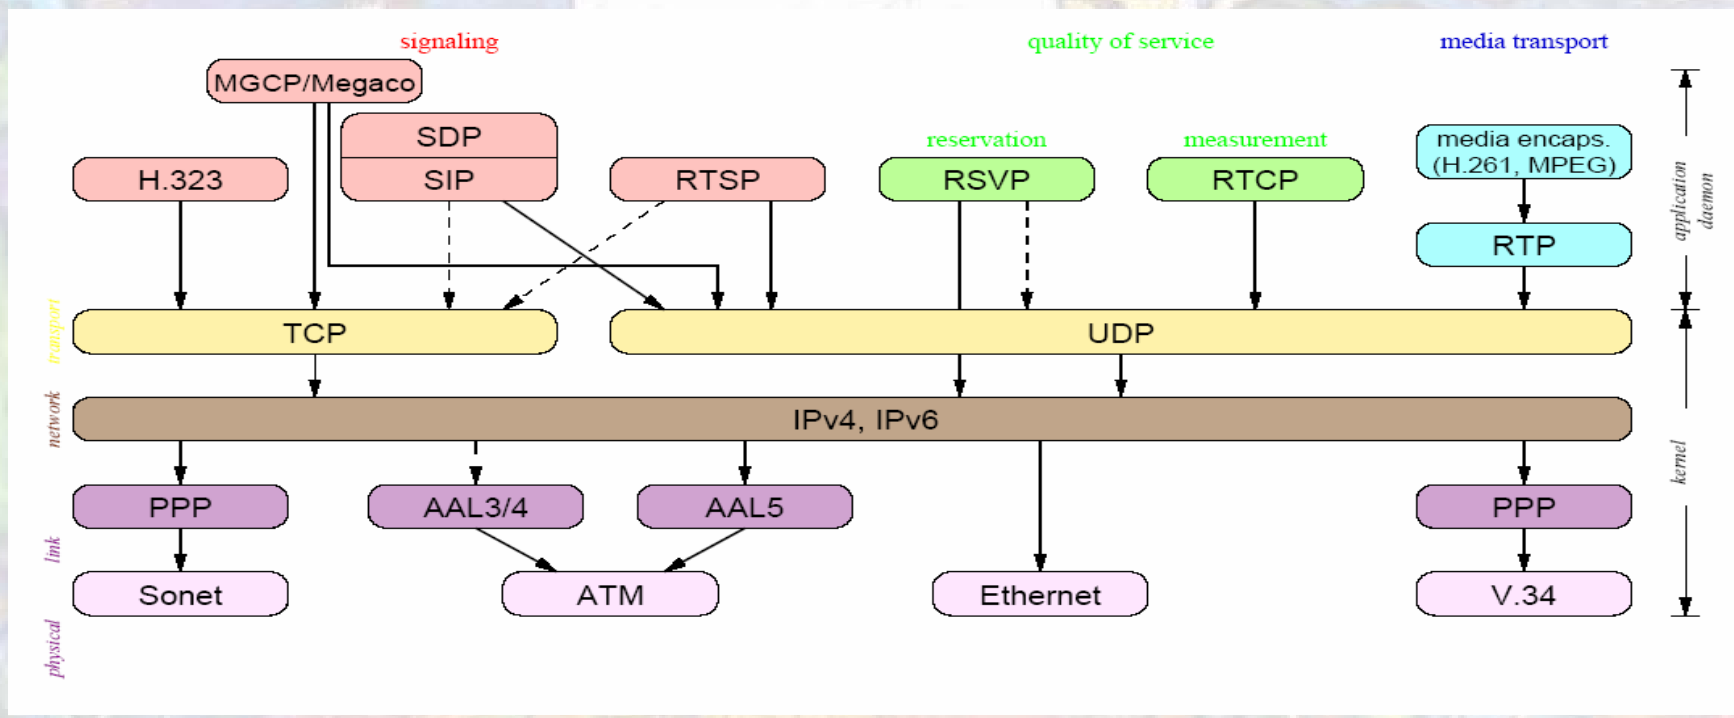 signaling
quality of service
media transport
MGCP/Megaco
SDP
SIP
H.323
RTSP
reservation
RSVP
measurement
RTCP
media encaps.
(H.261, MPEG)
RTP
application
daemon
transport
TCP
UDP
network
IPv4, IPv6
kernel
link
PPP
AAL3/4
AAL5
PPP
physical
Sonet
ATM
Ethernet
V.34